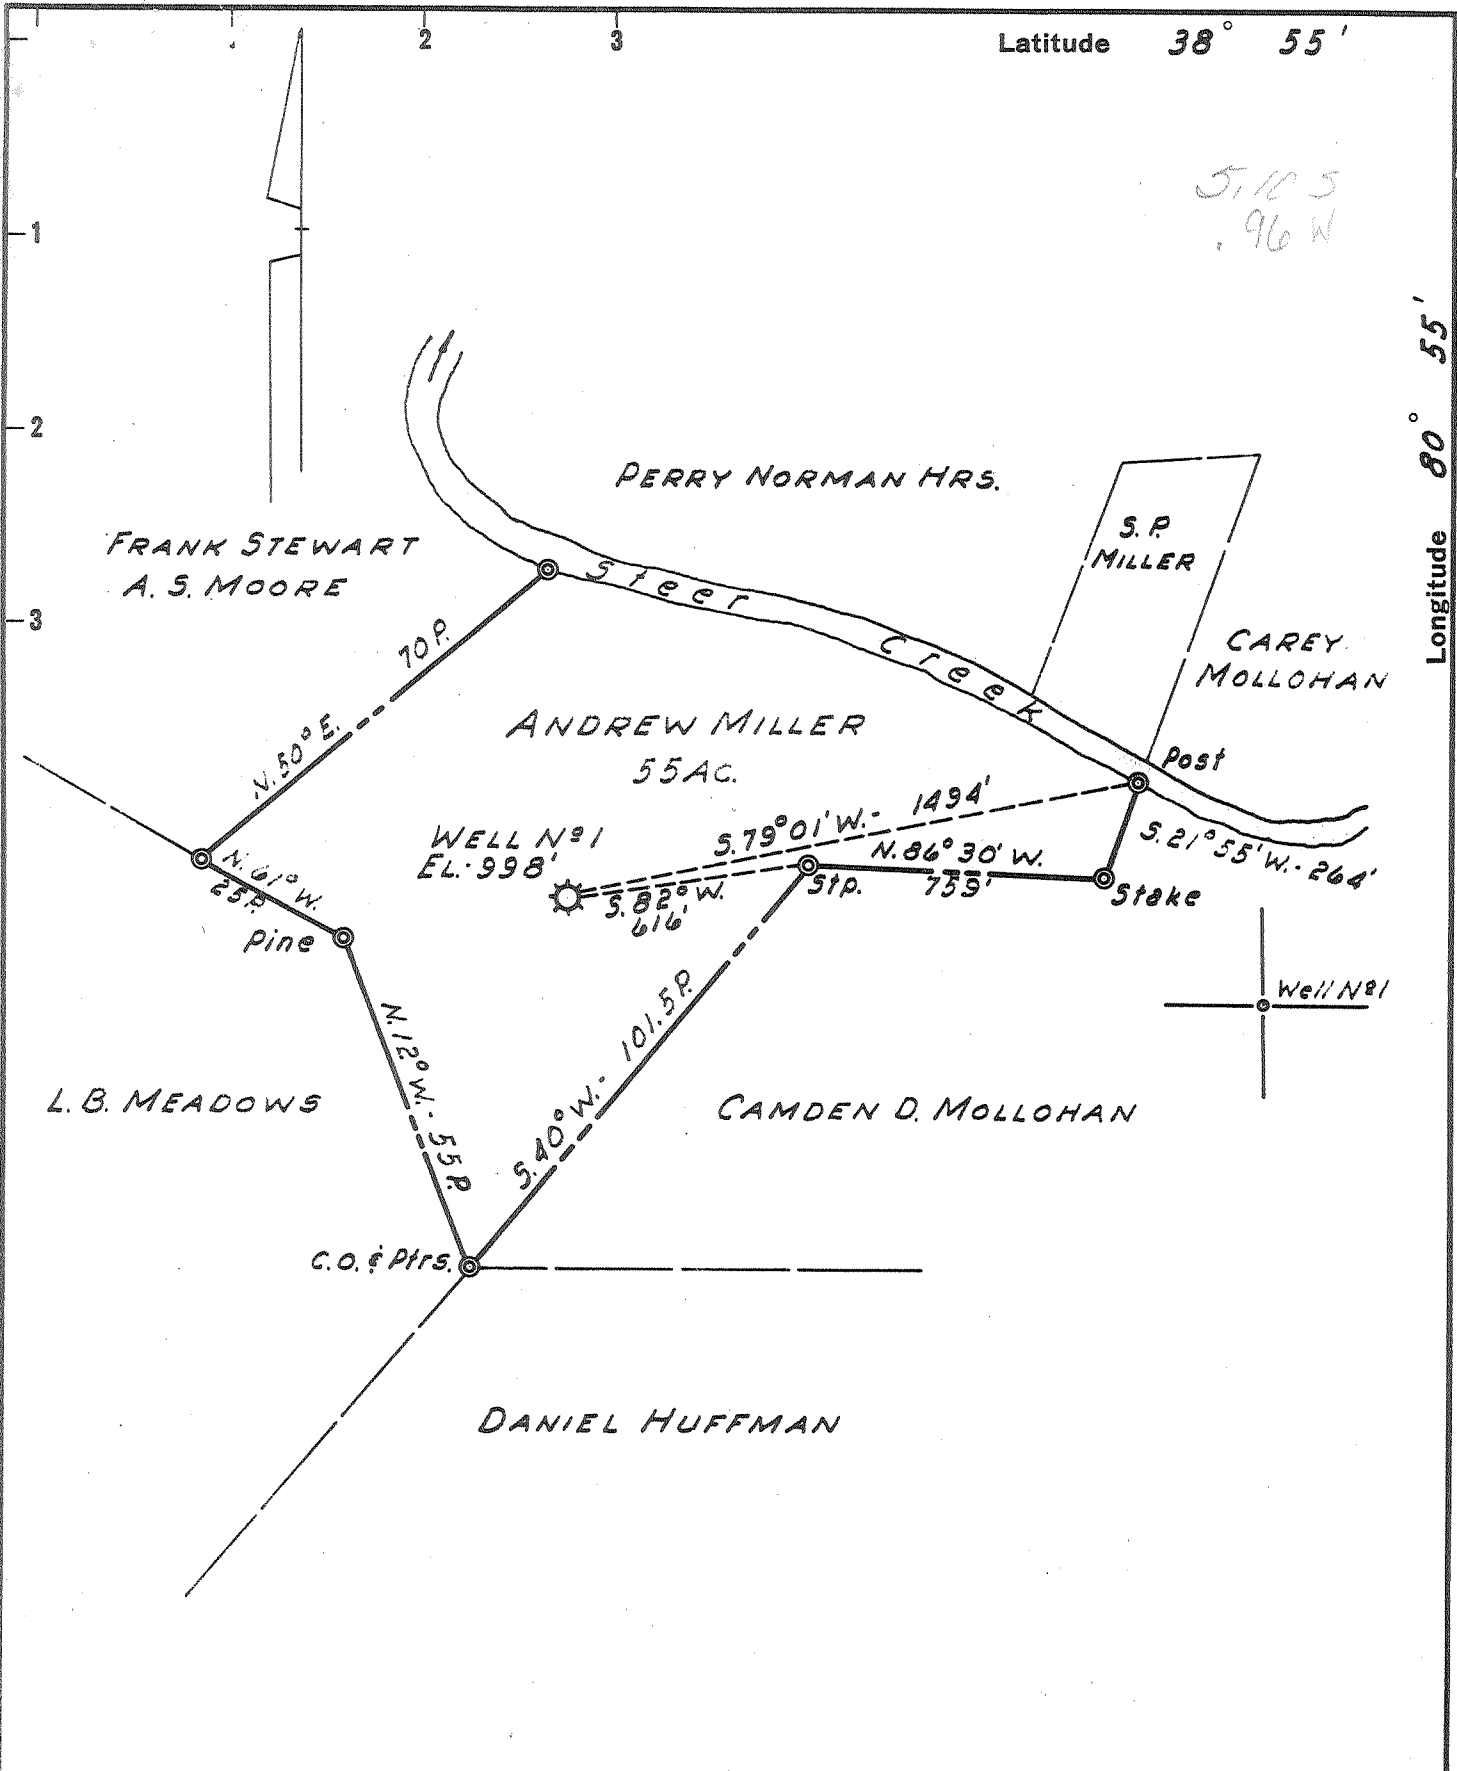 2
3
Latitude 38° 55'
5.10 S
.96 W
1
2
3
Longitude 80° 55'
PERRY NORMAN HRS.
S. P.
MILLER
FRANK STEWART
A. S. MOORE
Steer Creek
CAREY
MOLLOHAN
70 P.
N. 50° E.
ANDREW MILLER
55 AC.
Post
S. 79° 01' W. - 1494'
WELL Nº 1
EL. 998'
S. 21° 55' W. - 264'
N. 86° 30' W.
759'
Stp.
Stake
N. 61° W.
25 P.
S. 82° W.
616'
Pine
Well Nº 1
N. 12° W. - 55 P.
S. 40° W. - 101.5 P.
L. B. MEADOWS
CAMDEN D. MOLLOHAN
C.O. & Ptrs.
DANIEL HUFFMAN